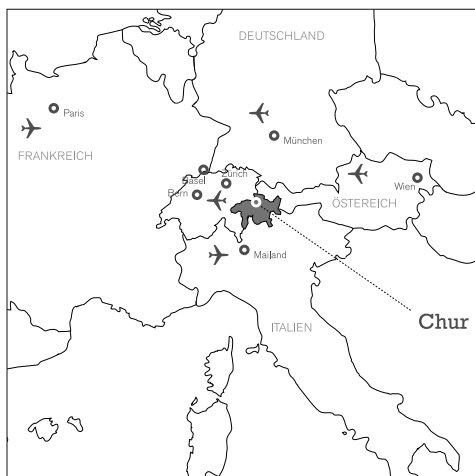 DEUTSCHLAND
Paris
München
FRANKREICH
Basel
Zürich
Bern
Wien
ÖSTEREICH
Mailand
Chur
ITALIEN